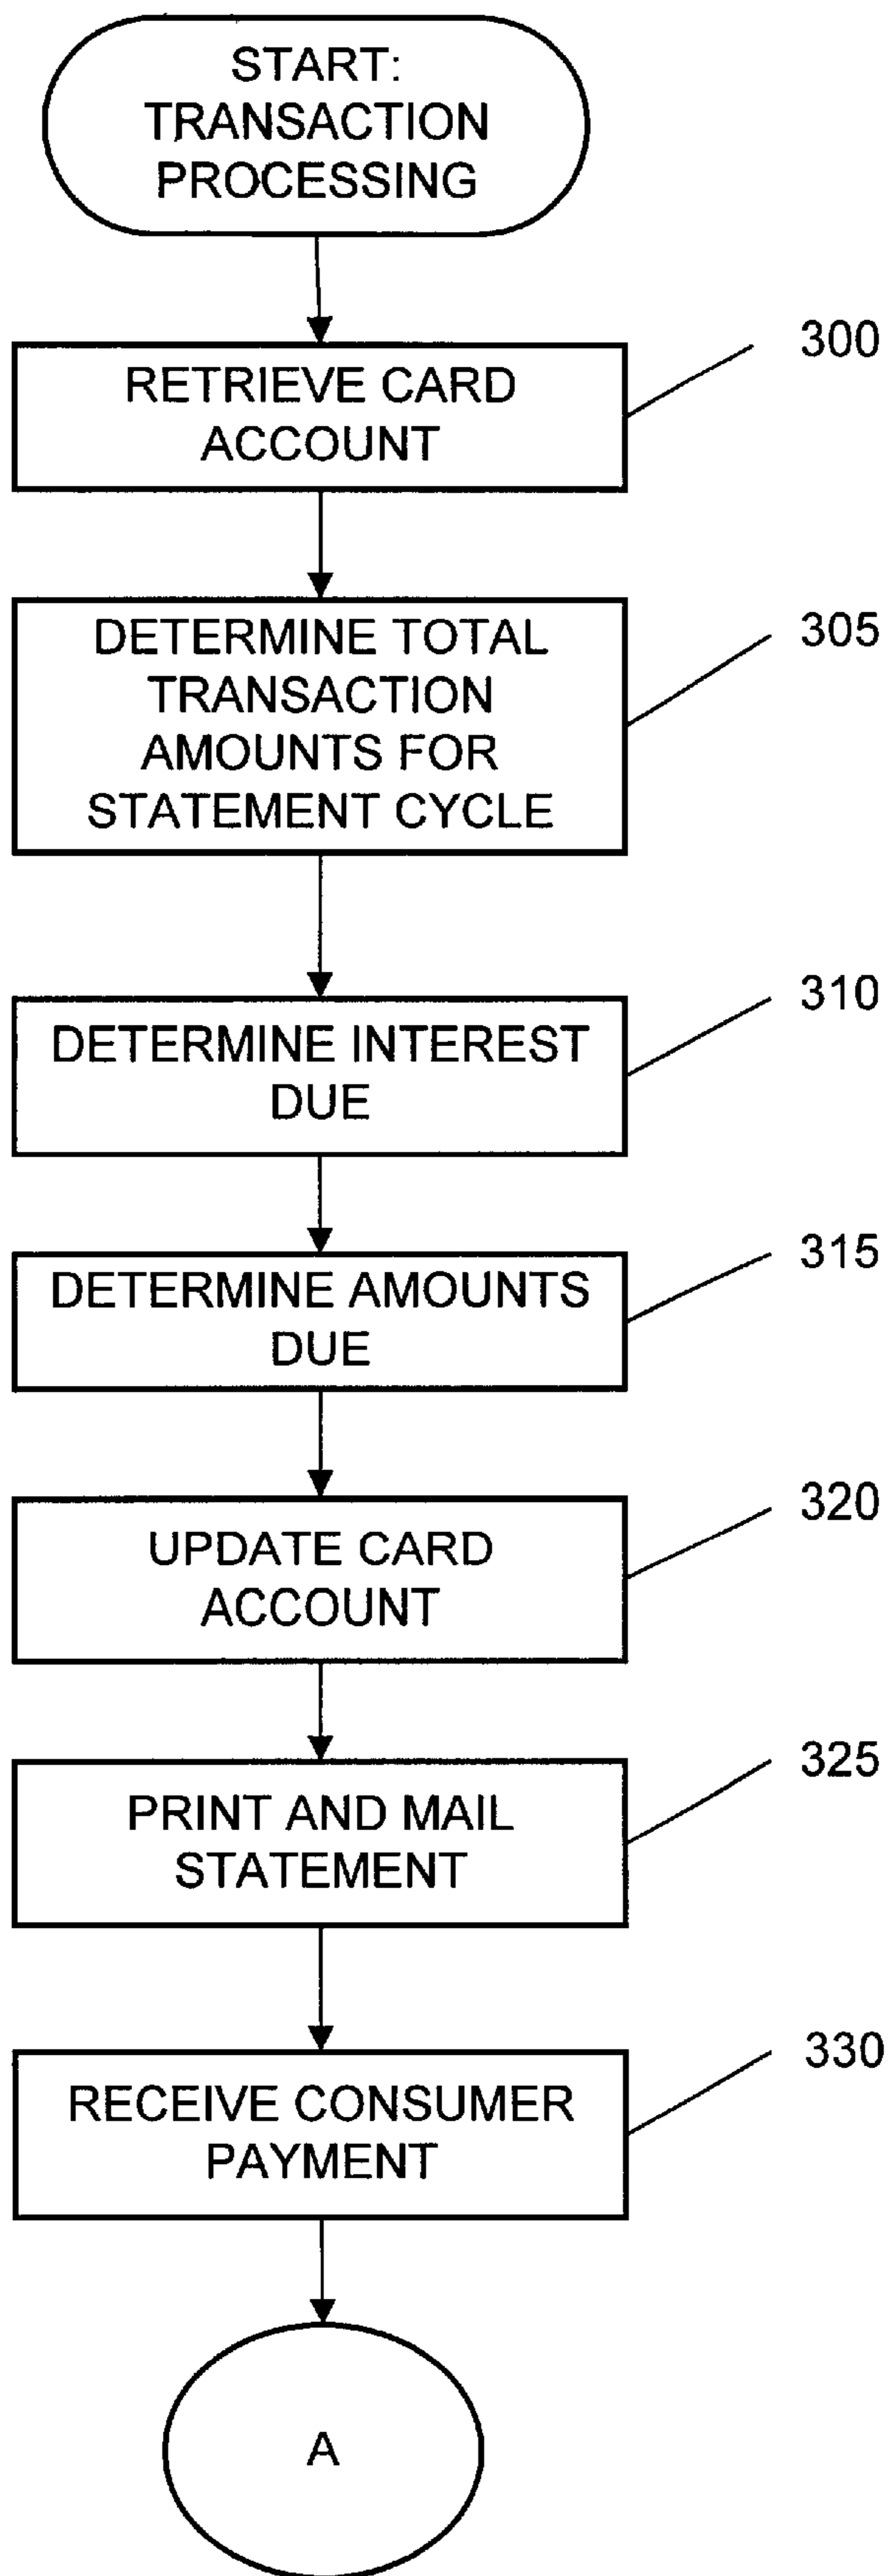 START:
TRANSACTION
PROCESSING
300
RETRIEVE CARD
ACCOUNT
305
DETERMINE TOTAL
TRANSACTION
AMOUNTS FOR
STATEMENT CYCLE
310
DETERMINE INTEREST
DUE
315
DETERMINE AMOUNTS
DUE
320
UPDATE CARD
ACCOUNT
325
PRINT AND MAIL
STATEMENT
330
RECEIVE CONSUMER
PAYMENT
A